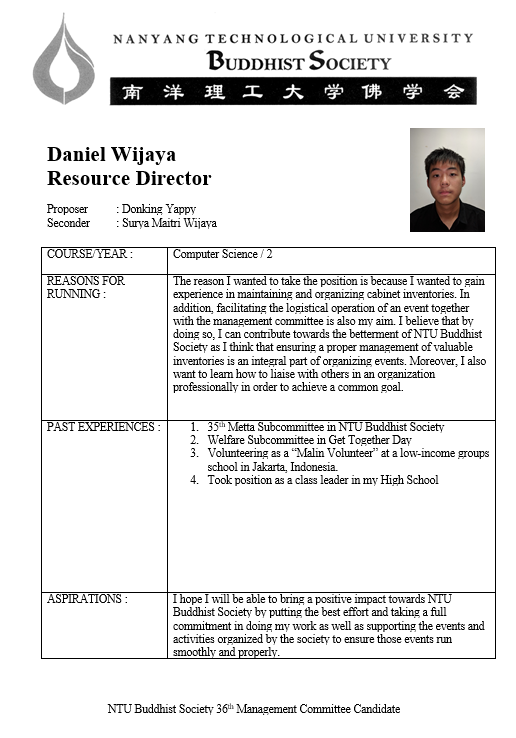 NANYANG TECHNOLOGICAL UNIVERSITY
BUDDHIST SOCIETY
南洋理工大学佛学会
Daniel Wijaya
Resource Director
Proposer : Donking Yappy
Seconder : Surya Maitri Wijaya
COURSE/YEAR : Computer Science / 2
REASONS FOR
RUNNING :
The reason I wanted to take the position is because I wanted to gain
experience in maintaining and organizing cabinet inventories. In
addition, facilitating the logistical operation of an event together
with the management committee is also my aim. I believe that by
doing so, I can contribute towards the betterment of NTU Buddhist
Society as I think that ensuring a proper management of valuable
inventories is an integral part of organizing events. Moreover, I also
want to learn how to liaise with others in an organization
professionally in order to achieve a common goal.
PAST EXPERIENCES :
1. 35th Metta Subcommittee in NTU Buddhist Society
2. Welfare Subcommittee in Get Together Day
3. Volunteering as a “Malin Volunteer” at a low-income groups
school in Jakarta, Indonesia.
4. Took position as a class leader in my High School
ASPIRATIONS :
I hope I will be able to bring a positive impact towards NTU
Buddhist Society by putting the best effort and taking a full
commitment in doing my work as well as supporting the events and
activities organized by the society to ensure those events run
smoothly and properly.
NTU Buddhist Society 36th Management Committee Candidate